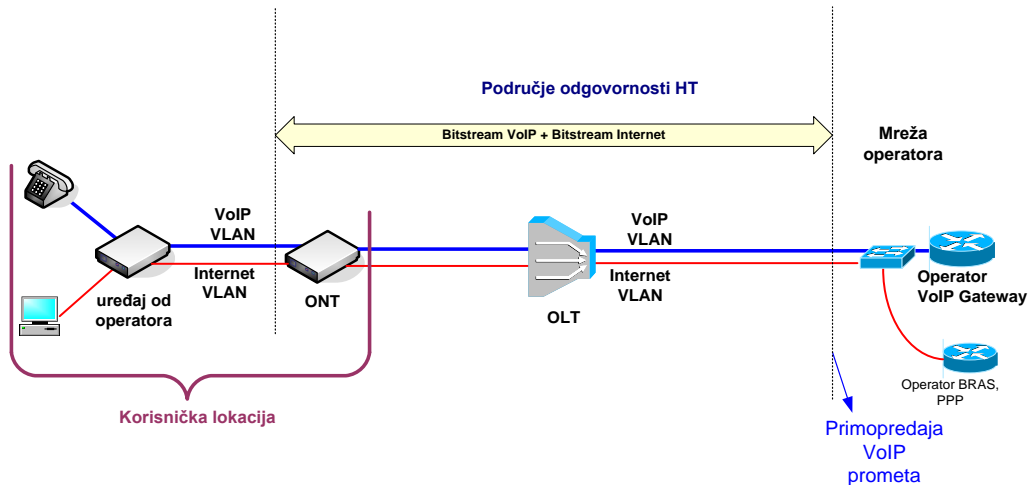 Područje odgovornosti HT
Bitstream VoIP + Bitstream Internet
Mreža
operatora
VoIP
VLAN
Internet
VLAN
uređaj od
operatora
ONT
VoIP
VLAN
Internet
VLAN
OLT
Operator
VoIP Gateway
Operator BRAS,
PPP
Korisnička lokacija
Primopredaja
VoIP
prometa